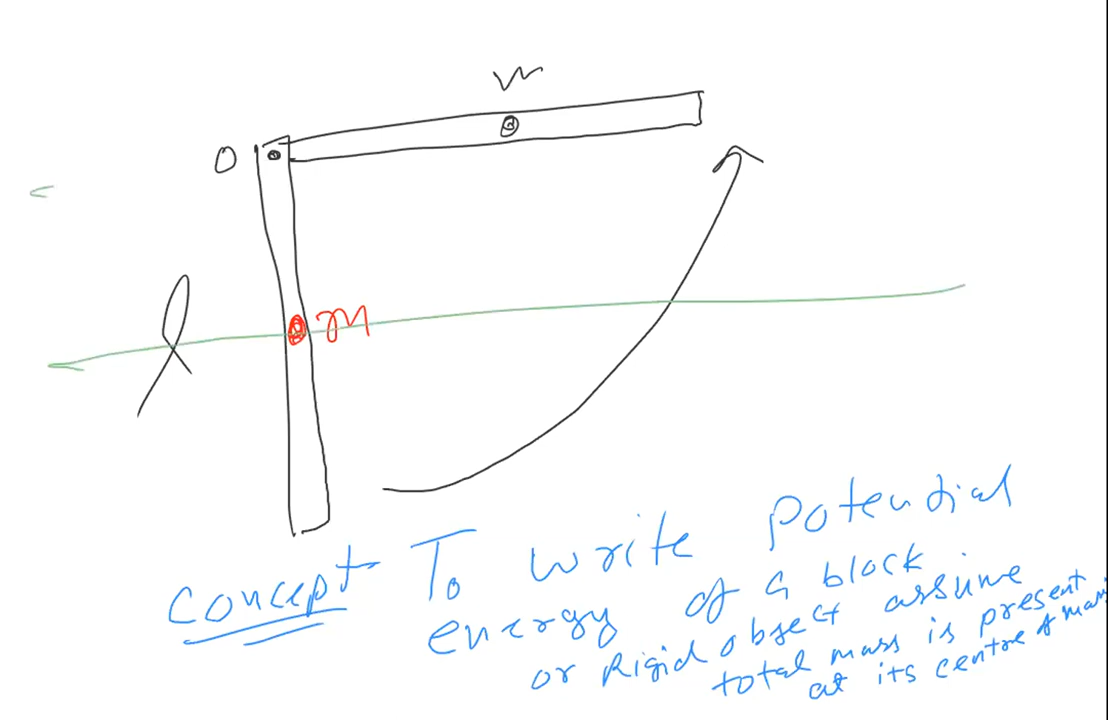 M
O
M
l
Concept To write Potential
energy of a block
or Rigid object assume
total mass is present
at its centre of mass